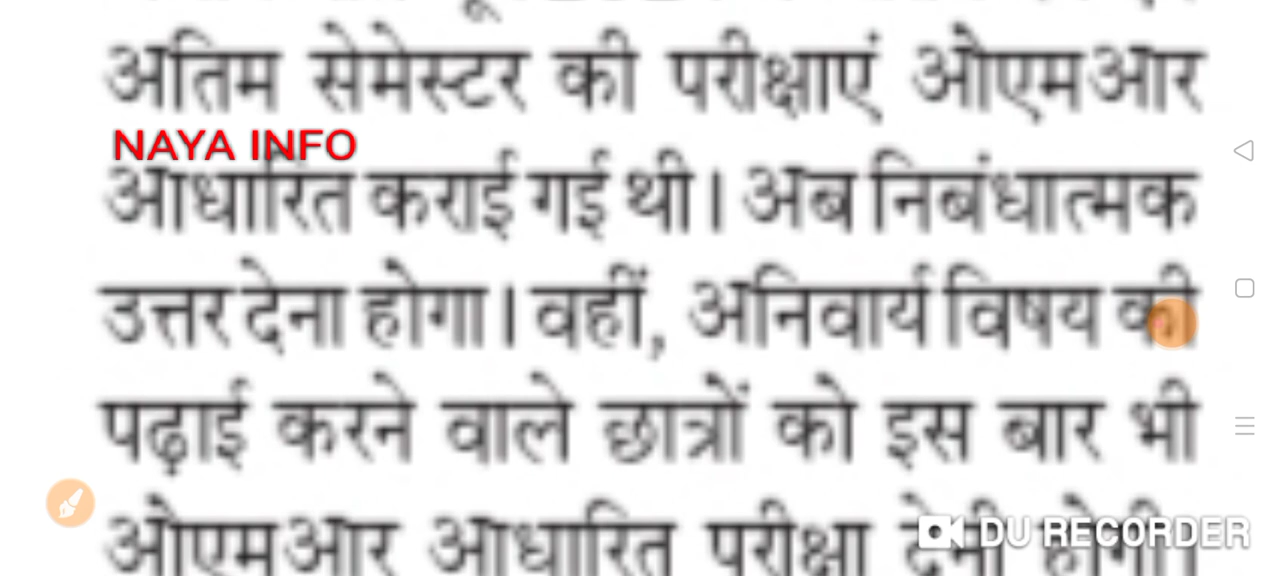 अतिम सेमेस्टर की परीक्षाएं ओएमआर
NAYA INFO
आधारित कराई गई थी। अब निबंधात्मक
उत्तर देना होगा। वहीं, अनिवार्य विषय की
पढ़ाई करने वाले छात्रों को इस बार भी
ओएमआर आधारित परीक्षा देनी होगी।
DU RECORDER